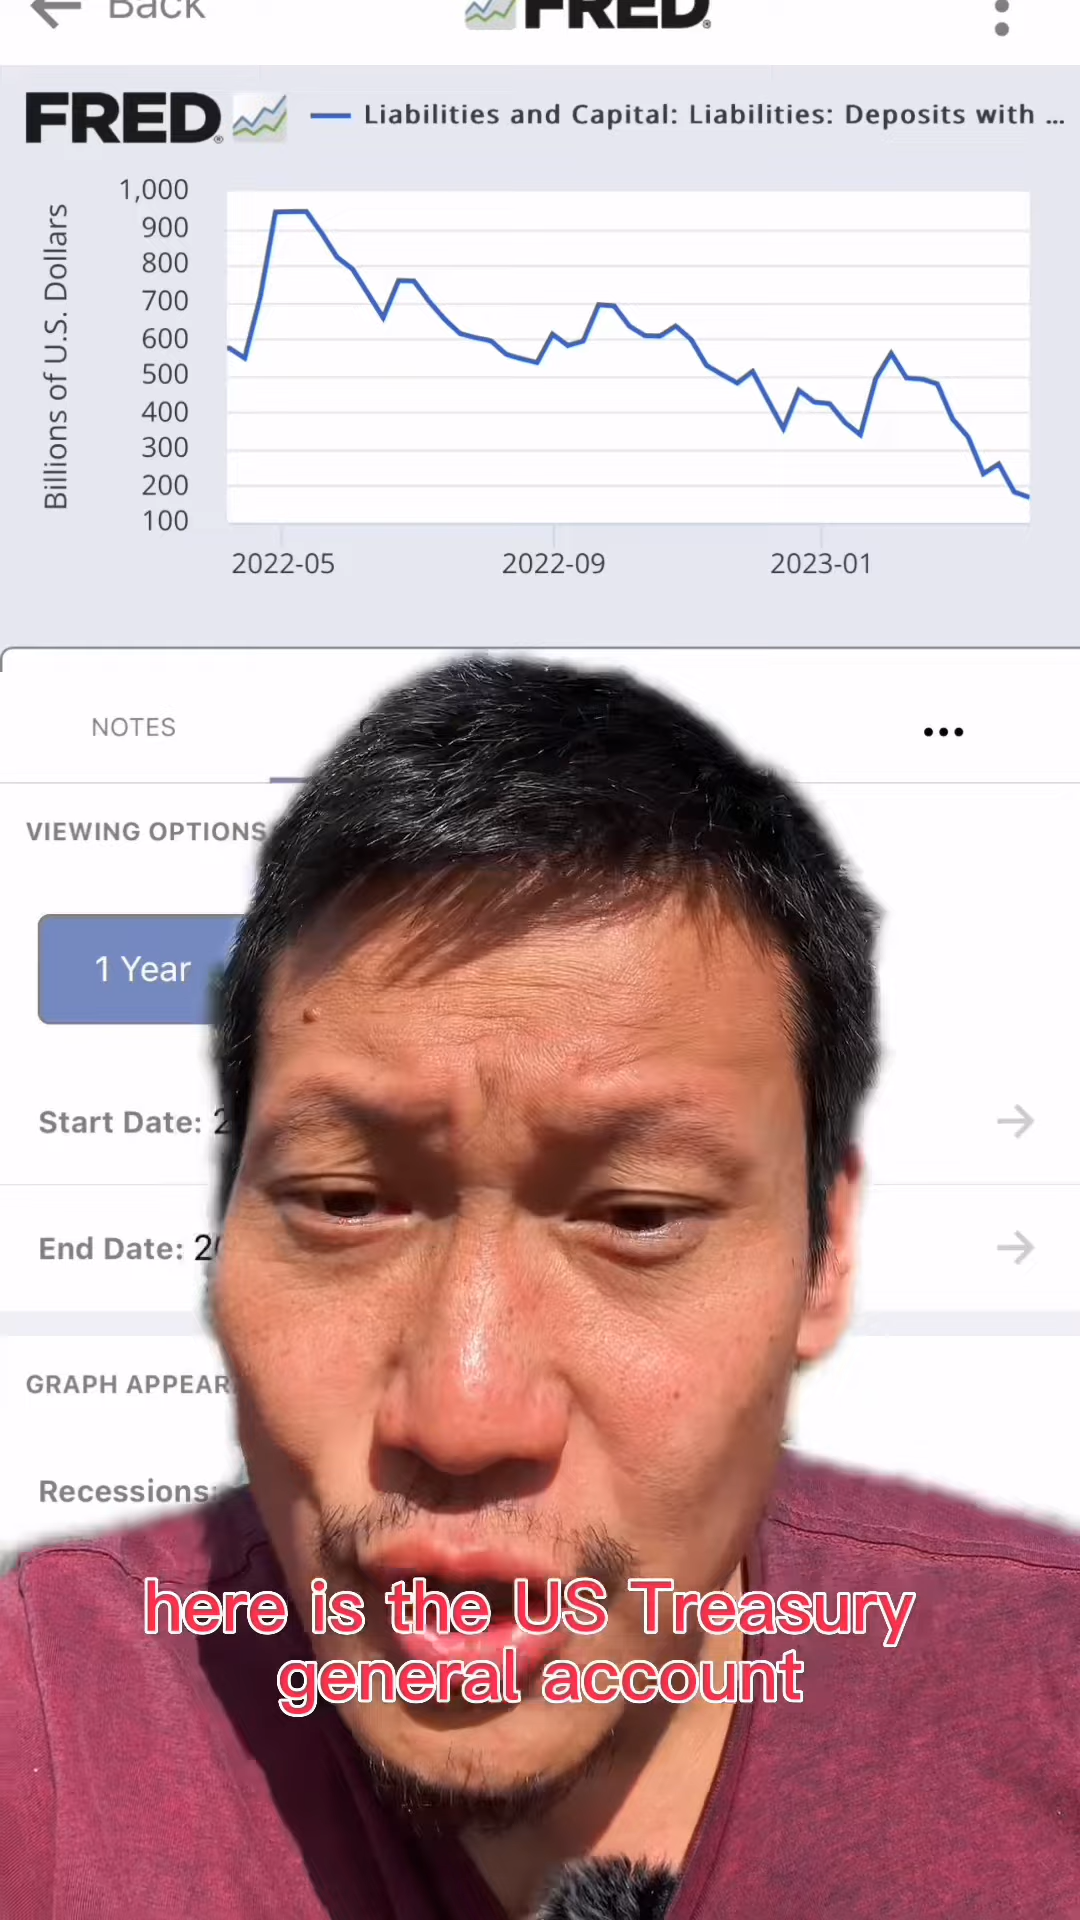 Back FRED
FRED Liabilities and Capital: Liabilities: Deposits with ...
Billions of U.S. Dollars
1,000
900
800
700
600
500
400
300
200
100
2022-05 2022-09 2023-01
NOTES
VIEWING OPTIONS
1 Year
Start Date: 2
End Date: 20
GRAPH APPEAR
Recessions:
here is the US Treasury
general account